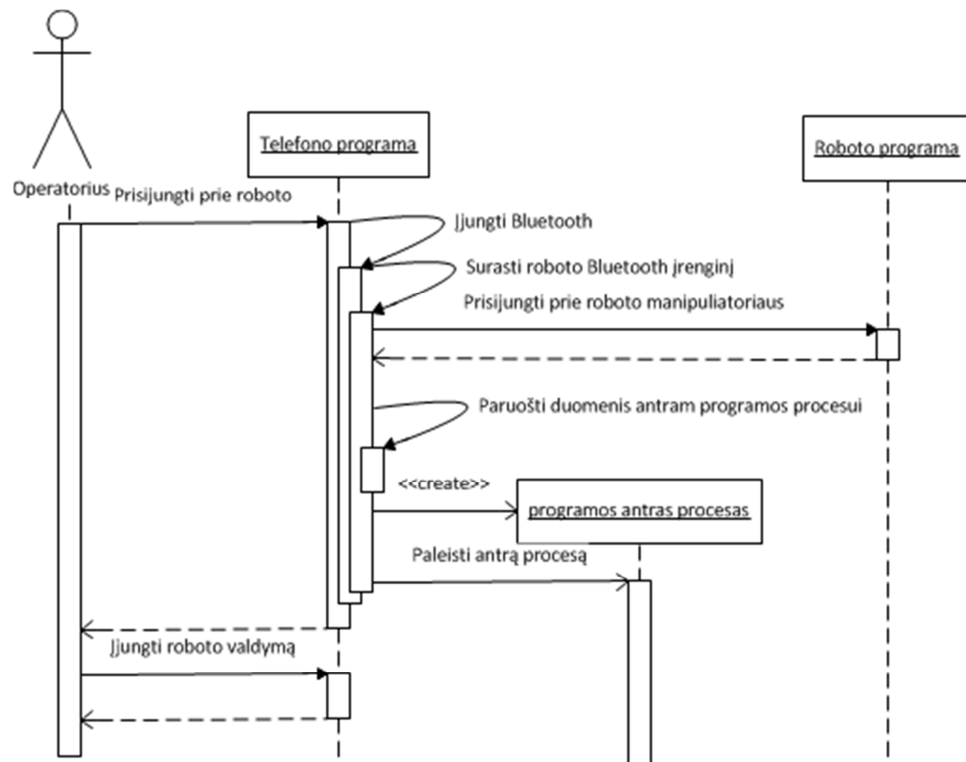 Telefono programa
Roboto programa
Operatorius
Prisijungti prie roboto
Įjungti Bluetooth
Surasti roboto Bluetooth įrenginį
Prisijungti prie roboto manipuliatoriaus
Paruošti duomenis antram programos procesui
<<create>>
programos antras procesas
Paleisti antrą procesą
Įjungti roboto valdymą